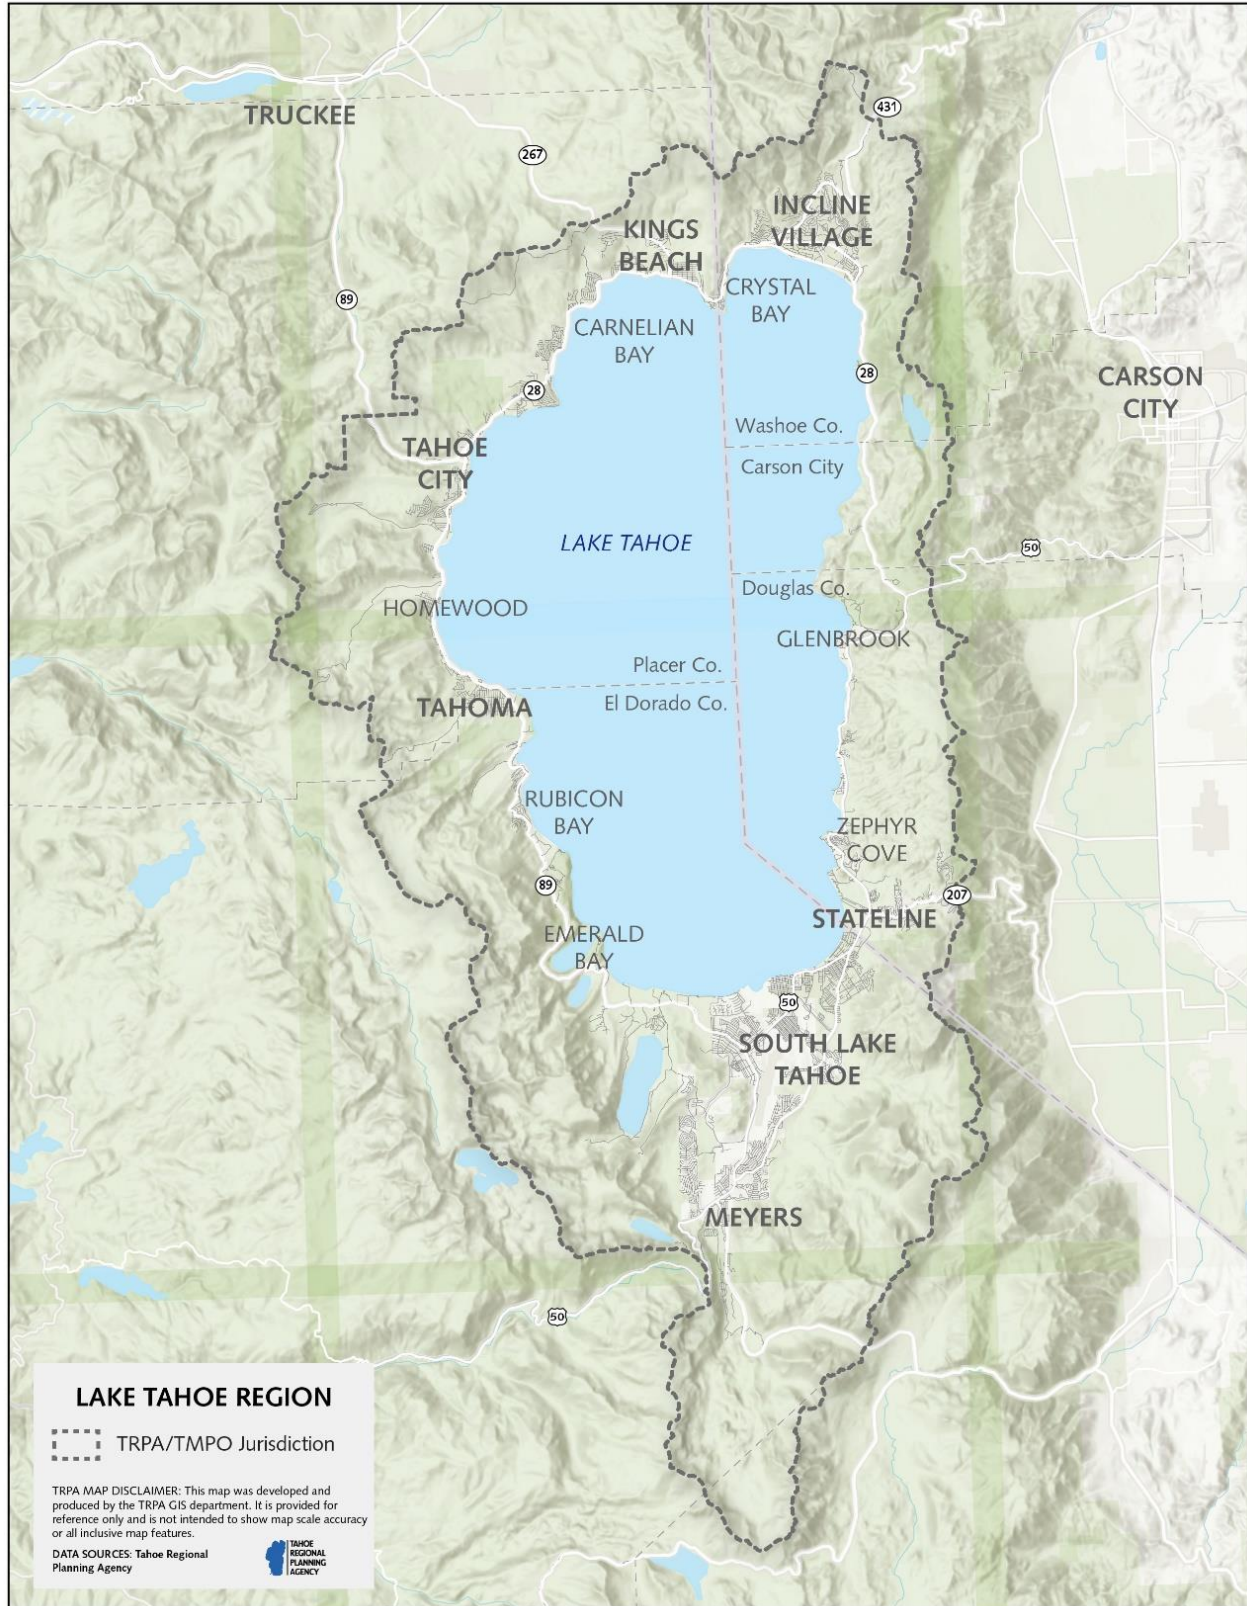 TRUCKEE
431
267
INCLINE
VILLAGE
KINGS
BEACH
CRYSTAL
BAY
89
CARNELIAN
BAY
28
28
CARSON
CITY
Washoe Co.
TAHOE
CITY
Carson City
LAKE TAHOE
50
Douglas Co.
HOMEWOOD
GLENBROOK
Placer Co.
TAHOMA
El Dorado Co.
RUBICON
BAY
ZEPHYR
COVE
89
207
STATELINE
EMERALD
BAY
50
SOUTH LAKE
TAHOE
MEYERS
50
LAKE TAHOE REGION
TRPA/TMPO Jurisdiction
TRPA MAP DISCLAIMER: This map was developed and
produced by the TRPA GIS department. It is provided for
reference only and is not intended to show map scale accuracy
or all inclusive map features.
DATA SOURCES: Tahoe Regional
Planning Agency
TAHOE
REGIONAL
PLANNING
AGENCY